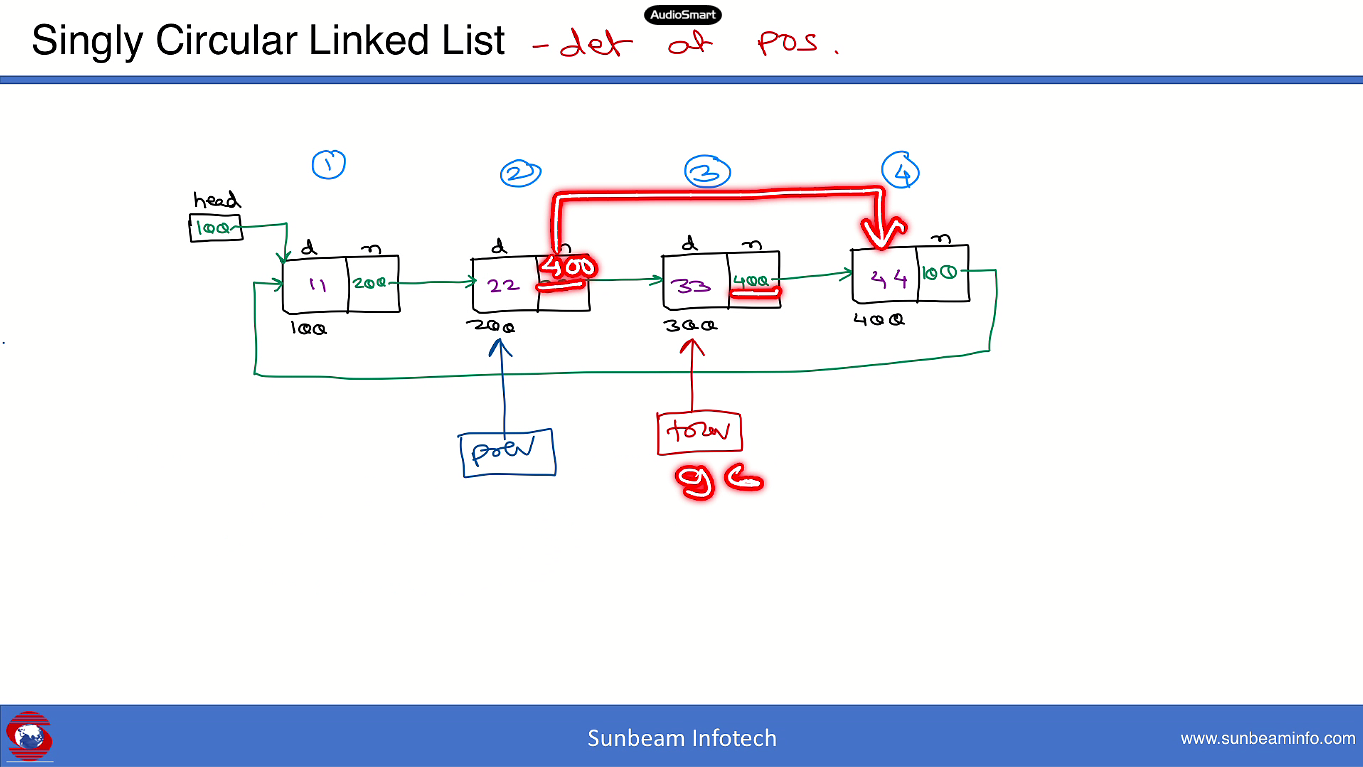 AudioSmart
Singly Circular Linked List - del at pos.
1 2 3 4
head
100
d n d n d n n
11 200 22 400 33 400 44 100
100 200 300 400
prev trav
gc
Sunbeam Infotech
www.sunbeaminfo.com